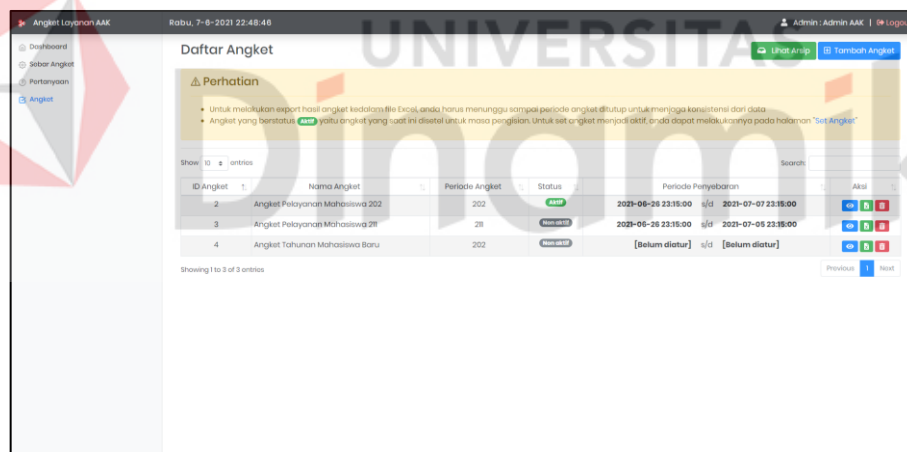 Angket Layanan AAK
Rabu, 7-6-2021 22:48:46
Admin : Admin AAK | Logou
Dashboard
Sebar Angket
Pertanyaan
Angket
Daftar Angket
Lihat Arsip
Tambah Angket
Perhatian
Untuk melakukan export hasil angket kedalam file Excel, anda harus menunggu sampai periode angket ditutup untuk menjaga konsistensi dari data
Angket yang berstatus Aktif yaitu angket yang saat ini disetel untuk masa pengisian. Untuk set angket menjadi aktif, anda dapat melakukannya pada halaman "Set Angket"
Show 10 entries
Search:
ID Angket Nama Angket Periode Angket Status Periode Penyebaran Aksi
2 Angket Pelayanan Mahasiswa 202 202 Aktif 2021-06-26 23:15:00 s/d 2021-07-07 23:15:00
3 Angket Pelayanan Mahasiswa 211 211 Non aktif 2021-06-26 23:15:00 s/d 2021-07-05 23:15:00
4 Angket Tahunan Mahasiswa Baru 202 Non aktif [Belum diatur] s/d [Belum diatur]
Showing 1 to 3 of 3 entries
Previous 1 Next
UNIVERSITAS
Dinamik